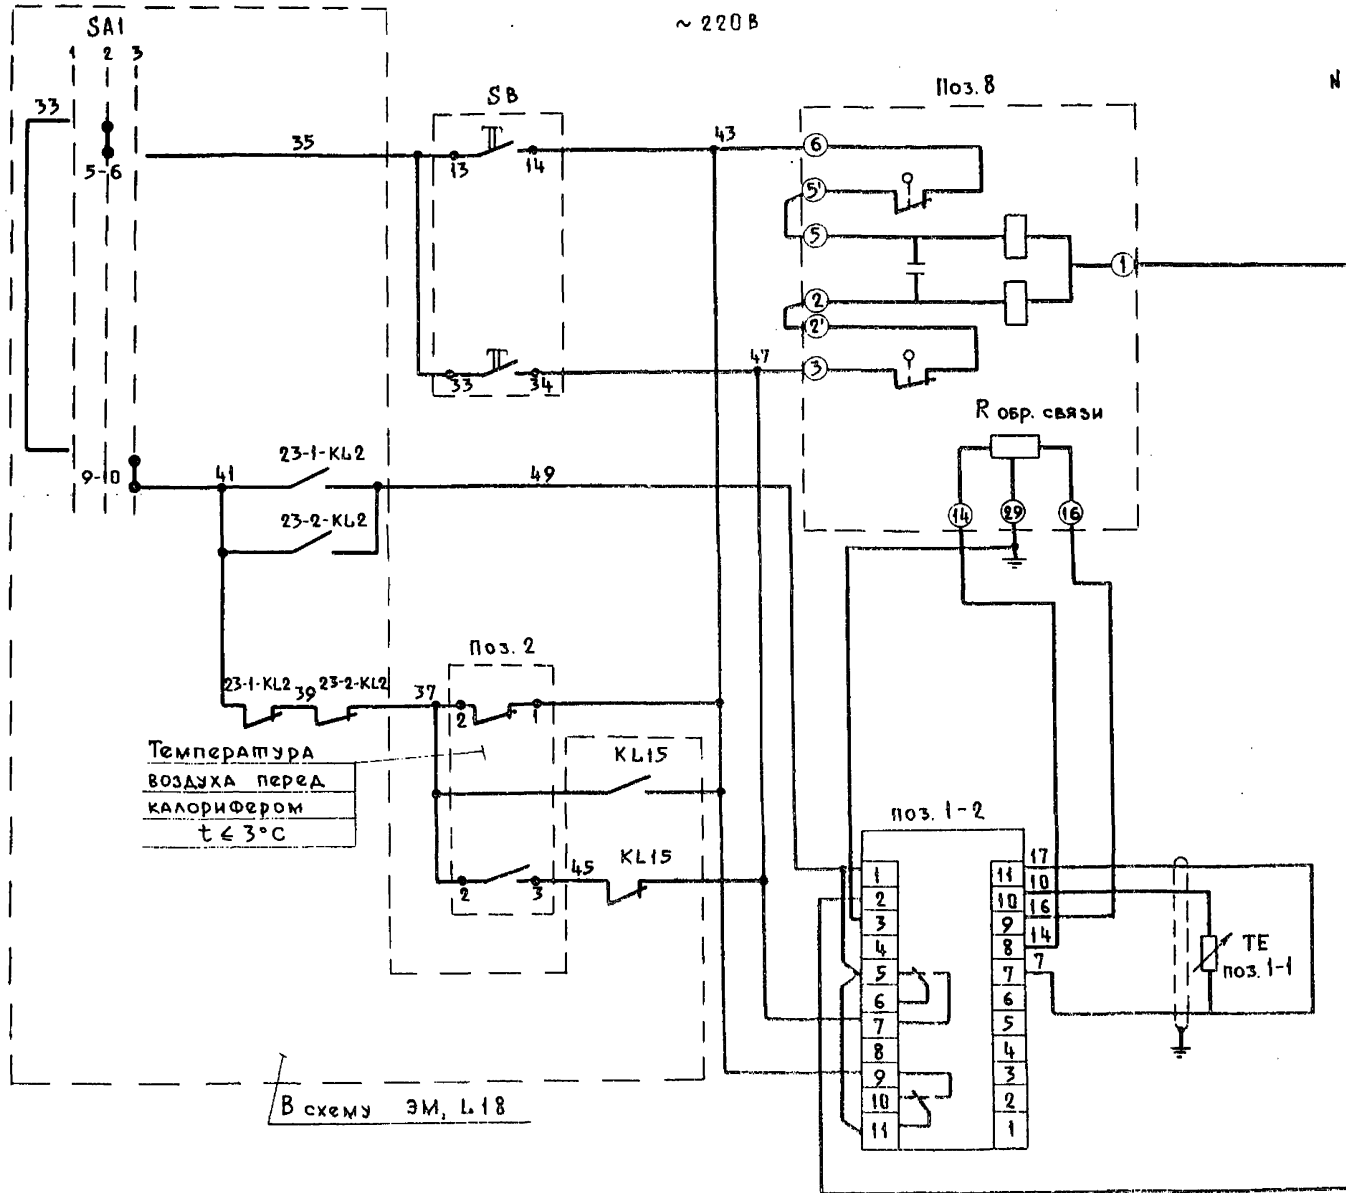 SA1
~ 220 В
N
1 2 3
33
5-6
35
SB
13
14
43
Поз. 8
6
5'
5
1
2
2'
3
33
34
47
R обр. связи
14
29
16
9-10
41
23-1-KL2
49
23-2-KL2
Поз. 2
23-1-KL2
39
23-2-KL2
37
2
1
Температура
воздуха перед
калорифером
t ≤ 3°C
KL15
2
3
45
KL15
поз. 1-2
1
2
3
4
5
6
7
8
9
10
11
11
10
9
8
7
6
5
4
3
2
1
17
10
16
14
7
TE
поз. 1-1
В схему ЭМ, L.18